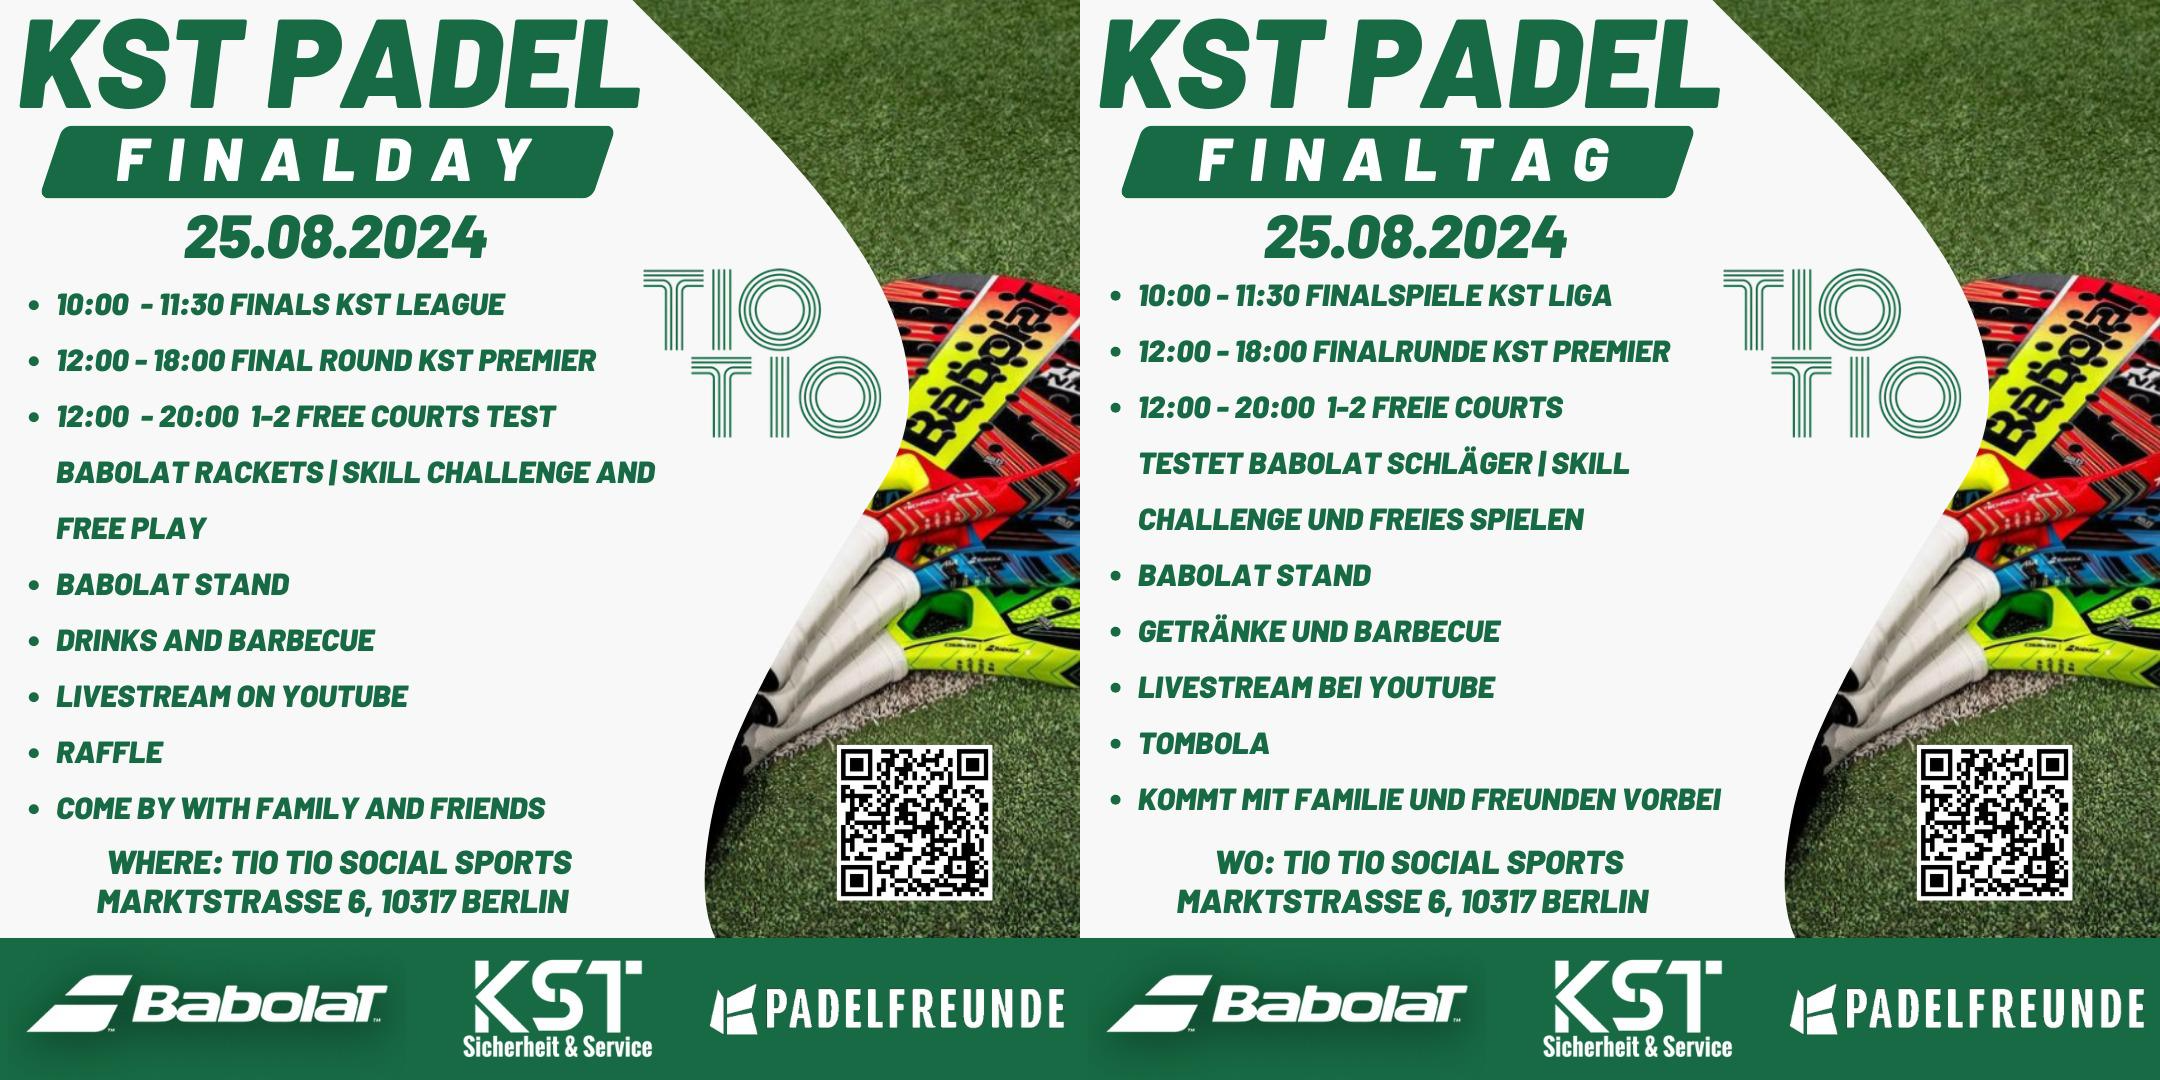 KST PADEL
FINALDAY
25.08.2024
TIO
TIO
• 10:00 - 11:30 FINALS KST LEAGUE
• 12:00 - 18:00 FINAL ROUND KST PREMIER
• 12:00 - 20:00 1-2 FREE COURTS TEST
BABOLAT RACKETS | SKILL CHALLENGE AND
FREE PLAY
• BABOLAT STAND
• DRINKS AND BARBECUE
• LIVESTREAM ON YOUTUBE
• RAFFLE
• COME BY WITH FAMILY AND FRIENDS
WHERE: TIO TIO SOCIAL SPORTS
MARKTSTRASSE 6, 10317 BERLIN
Babolat
BabolaT™
KST
Sicherheit & Service
PADELFREUNDE
KST PADEL
FINALTAG
25.08.2024
TIO
TIO
• 10:00 - 11:30 FINALSPIELE KST LIGA
• 12:00 - 18:00 FINALRUNDE KST PREMIER
• 12:00 - 20:00 1-2 FREIE COURTS
TESTET BABOLAT SCHLÄGER | SKILL
CHALLENGE UND FREIES SPIELEN
• BABOLAT STAND
• GETRÄNKE UND BARBECUE
• LIVESTREAM BEI YOUTUBE
• TOMBOLA
• KOMMT MIT FAMILIE UND FREUNDEN VORBEI
WO: TIO TIO SOCIAL SPORTS
MARKTSTRASSE 6, 10317 BERLIN
Babolat
BabolaT™
KST
Sicherheit & Service
PADELFREUNDE